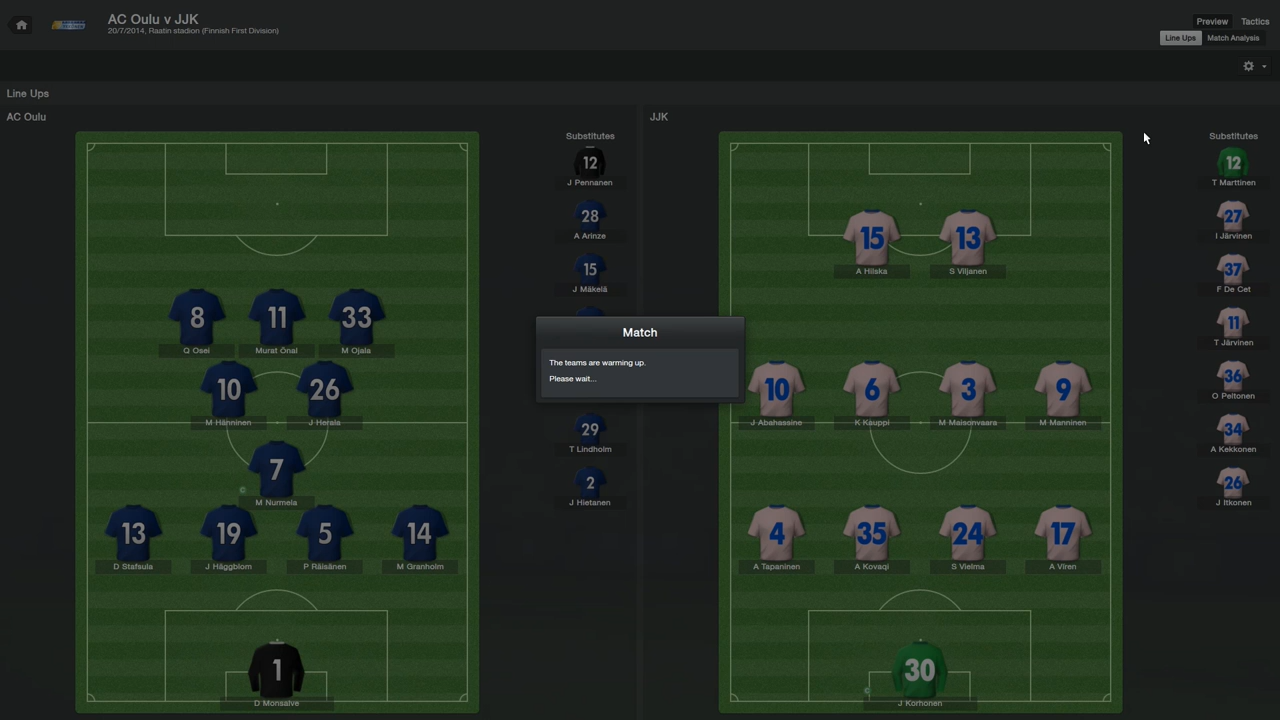 AC Oulu v JJK
20/7/2014, Raatin stadion (Finnish First Division)
Preview
Tactics
Line Ups
Match Analysis
Line Ups
AC Oulu
8
Q Osei
11
Murat Önal
33
M Ojala
10
M Hänninen
26
J Herala
7
M Nurmela
13
D Stafsula
19
J Häggblom
5
P Räisänen
14
M Granholm
1
D Monsalve
Substitutes
12
J Pennanen
28
A Arinze
15
J Mäkelä
29
T Lindholm
2
J Hietanen
Match
The teams are warming up.
Please wait...
JJK
15
A Hilska
13
S Viljanen
10
J Abahassine
6
K Kauppi
3
M Maisonvaara
9
M Manninen
4
A Tapaninen
35
A Kovaqi
24
S Vielma
17
A Viren
30
J Korhonen
Substitutes
12
T Marttinen
27
I Järvinen
37
F De Cet
11
T Järvinen
36
O Peltonen
34
A Kekkonen
26
J Itkonen